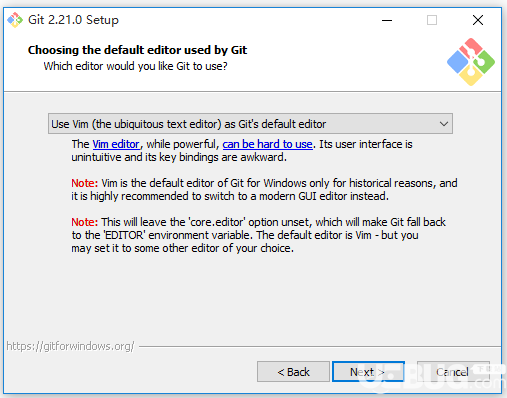 Git 2.21.0 Setup
Choosing the default editor used by Git
Which editor would you like Git to use?
Use Vim (the ubiquitous text editor) as Git's default editor
The Vim editor, while powerful, can be hard to use. Its user interface is
unintuitive and its key bindings are awkward.
Note: Vim is the default editor of Git for Windows only for historical reasons, and
it is highly recommended to switch to a modern GUI editor instead.
Note: This will leave the 'core.editor' option unset, which will make Git fall back
to the 'EDITOR' environment variable. The default editor is Vim - but you
may set it to some other editor of your choice.
https://gitforwindows.org/
< Back
Next >
Cancel